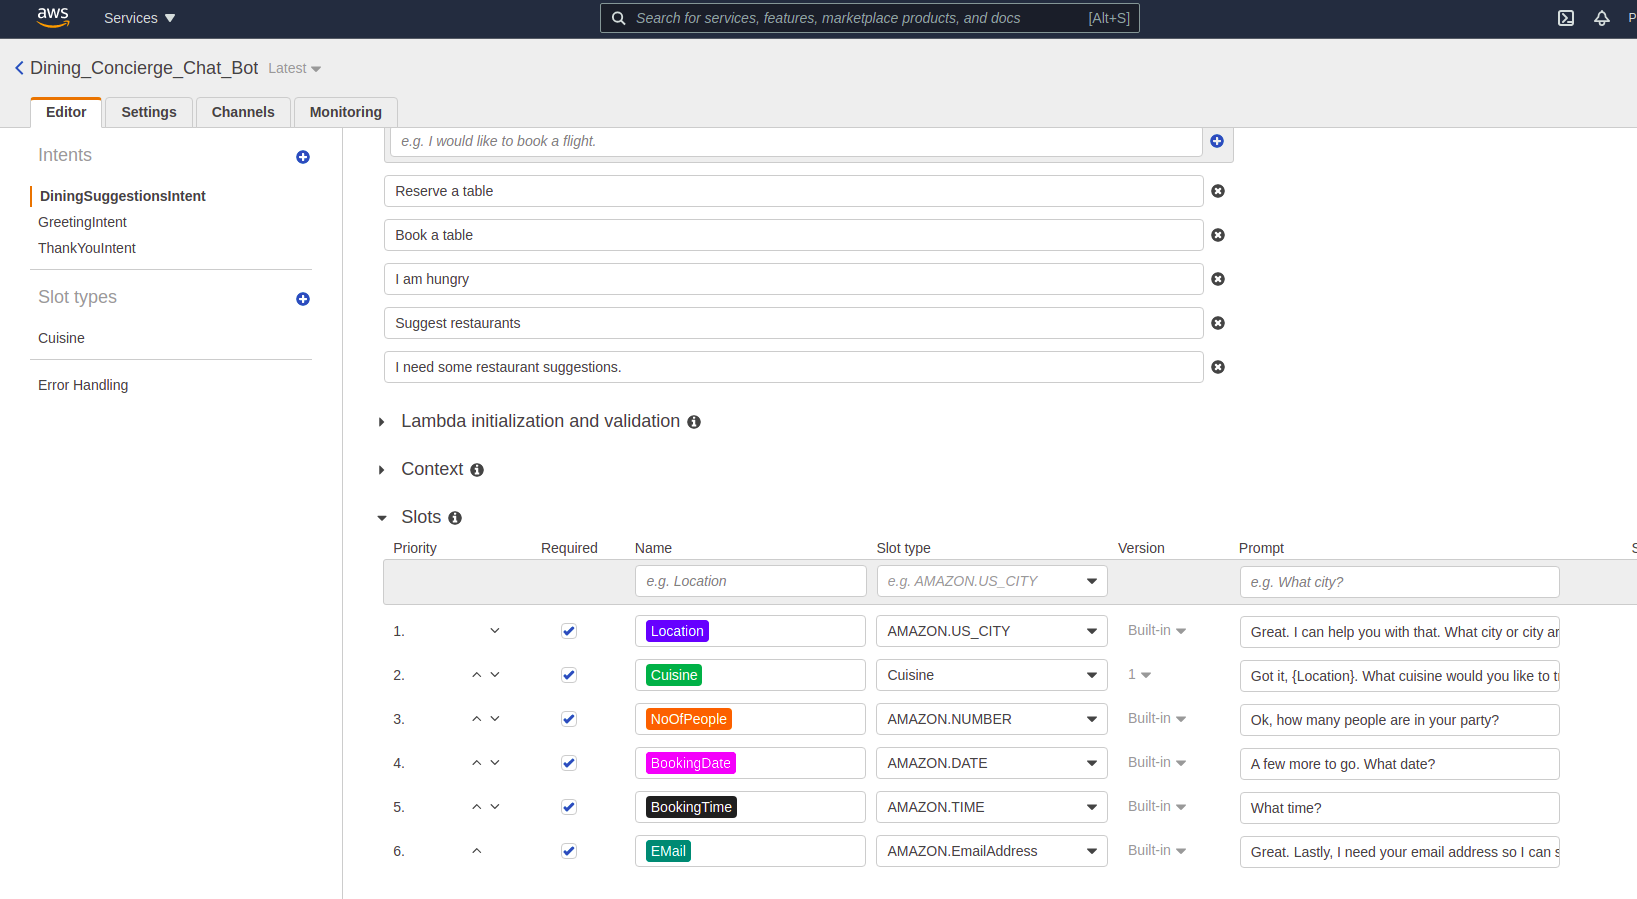 aws Services Search for services, features, marketplace products, and docs [Alt+S] P
Dining_Concierge_Chat_Bot Latest
Editor Settings Channels Monitoring
Intents
DiningSuggestionsIntent
GreetingIntent
ThankYouIntent
Slot types
Cuisine
Error Handling
e.g. I would like to book a flight.
Reserve a table
Book a table
I am hungry
Suggest restaurants
I need some restaurant suggestions.
Lambda initialization and validation
Context
Slots
Priority Required Name Slot type Version Prompt S
e.g. Location e.g. AMAZON.US_CITY e.g. What city?
1. Location AMAZON.US_CITY Built-in Great. I can help you with that. What city or city ar
2. Cuisine Cuisine 1 Got it, {Location}. What cuisine would you like to t
3. NoOfPeople AMAZON.NUMBER Built-in Ok, how many people are in your party?
4. BookingDate AMAZON.DATE Built-in A few more to go. What date?
5. BookingTime AMAZON.TIME Built-in What time?
6. EMail AMAZON.EmailAddress Built-in Great. Lastly, I need your email address so I can s